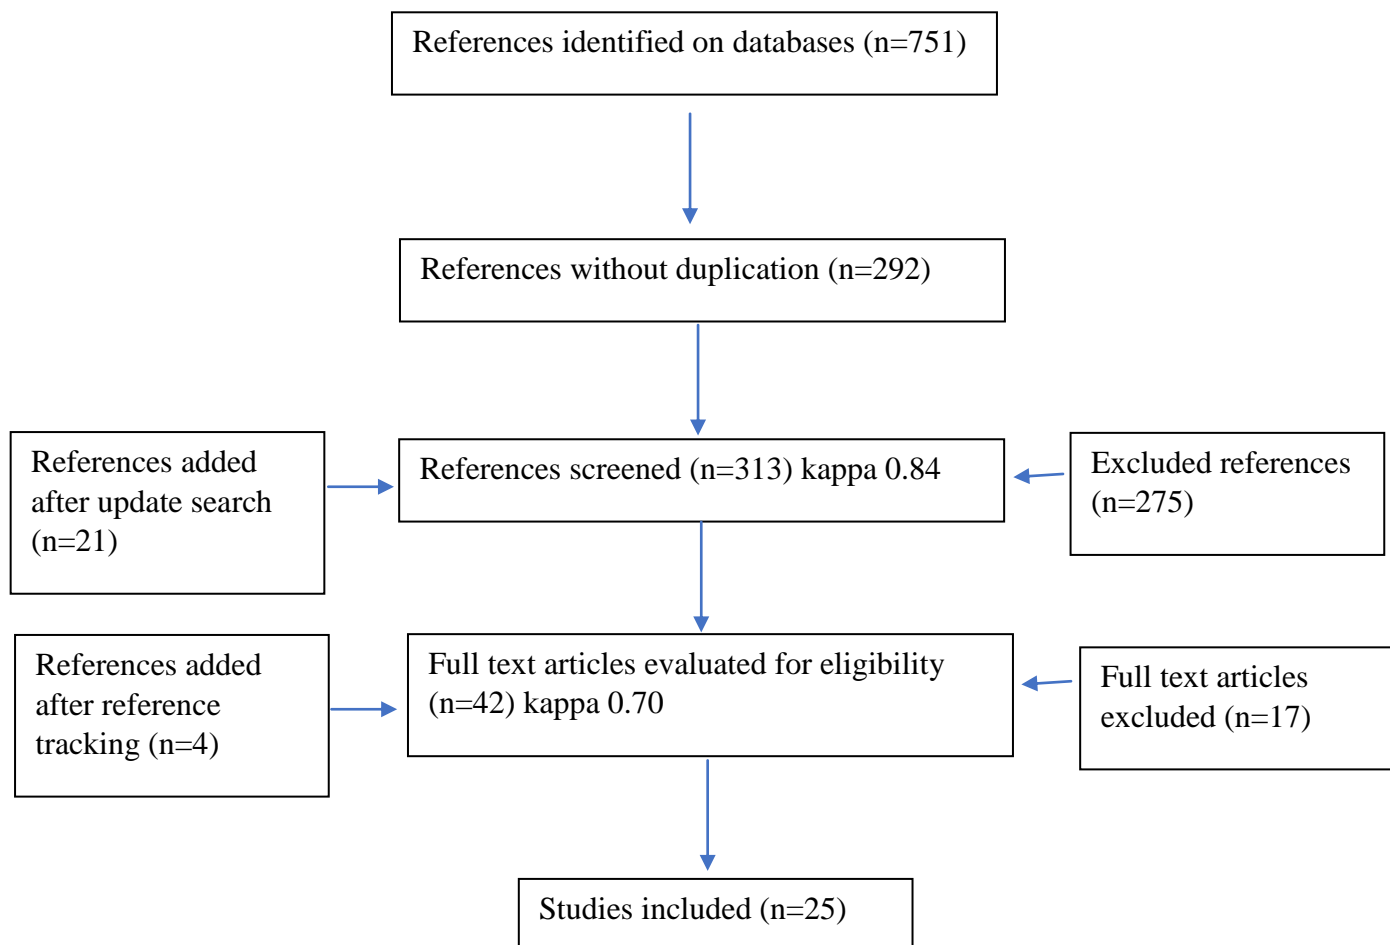 References identified on databases (n=751)
References without duplication (n=292)
References added
after update search
(n=21)
References screened (n=313) kappa 0.84
Excluded references
(n=275)
References added
after reference
tracking (n=4)
Full text articles evaluated for eligibility
(n=42) kappa 0.70
Full text articles
excluded (n=17)
Studies included (n=25)